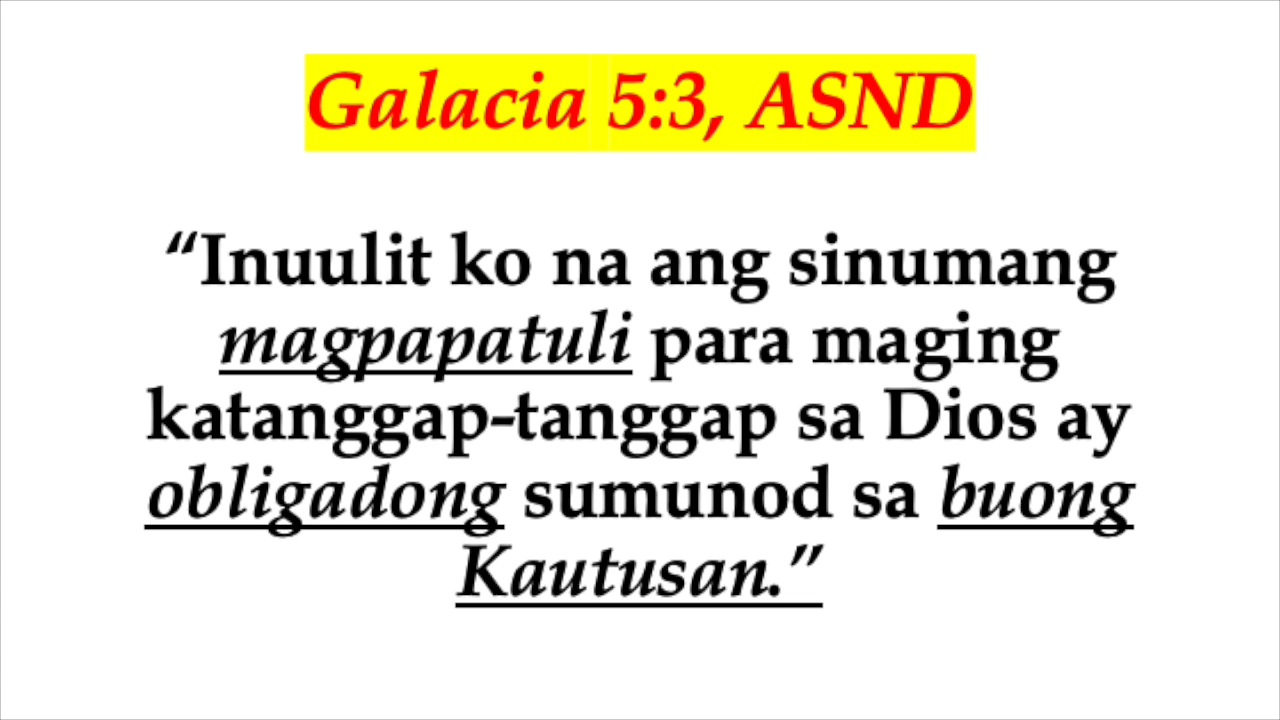 Galacia 5:3, ASND
“Inuulit ko na ang sinumang
magpapatuli para maging
katanggap-tanggap sa Dios ay
obligadong sumunod sa buong
Kautusan.”